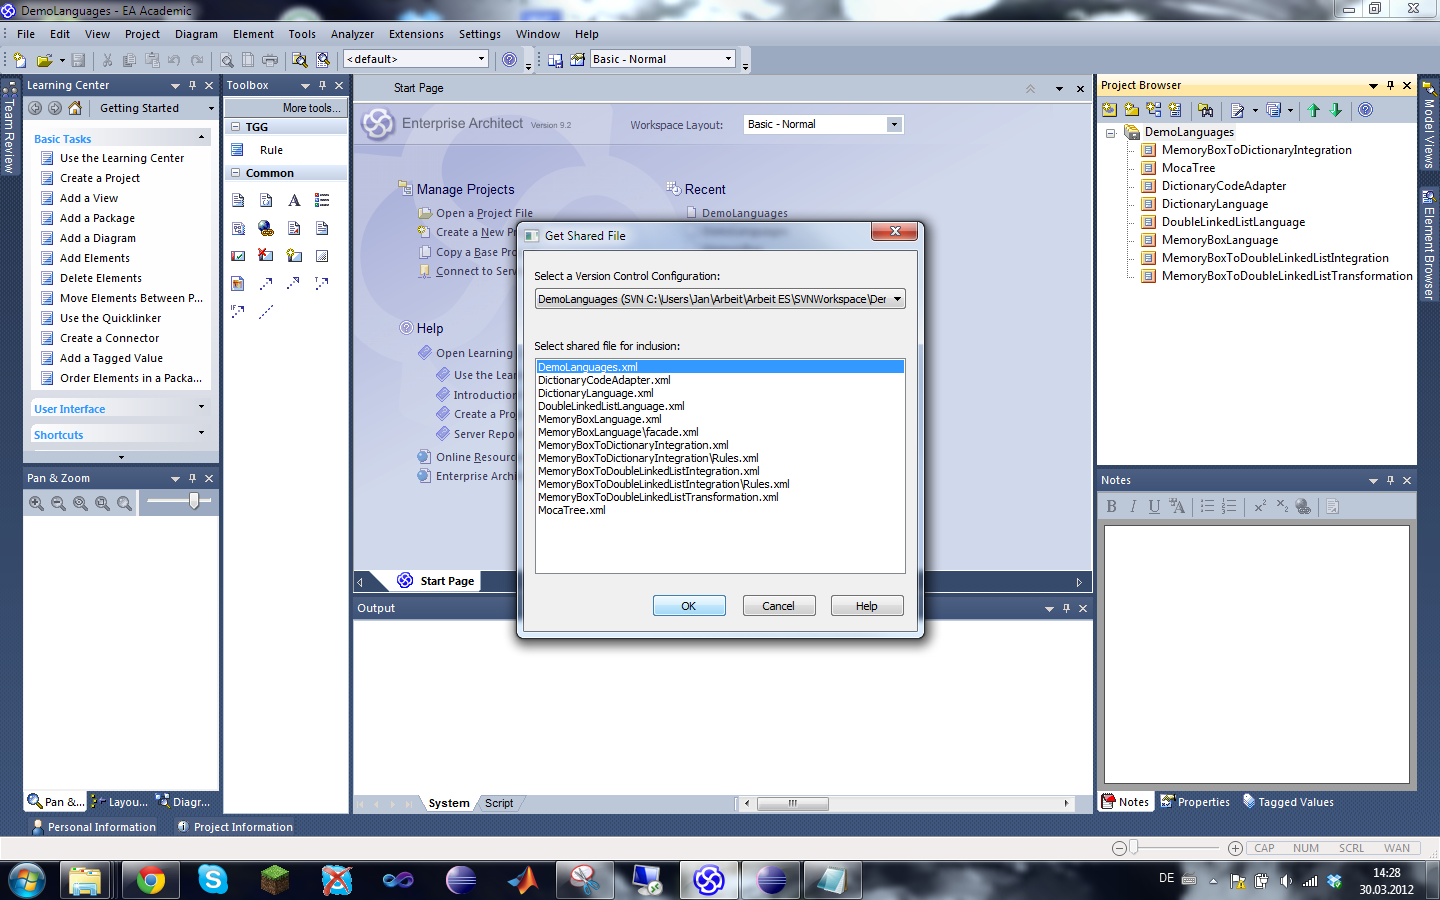 DemoLanguages - EA Academic
File Edit View Project Diagram Element Tools Analyzer Extensions Settings Window Help
<default>
Basic - Normal
Team Review
Learning Center
Getting Started
Basic Tasks
Use the Learning Center
Create a Project
Add a View
Add a Package
Add a Diagram
Add Elements
Delete Elements
Move Elements Between P...
Use the Quicklinker
Create a Connector
Add a Tagged Value
Order Elements in a Packa...
User Interface
Shortcuts
Pan & Zoom
Pan &...
Layou...
Diagr...
Toolbox
More tools...
TGG
Rule
Common
Start Page
Enterprise Architect Version 9.2
Workspace Layout:
Basic - Normal
Manage Projects
Open a Project File
Create a New Pr
Copy a Base Pro
Connect to Serv
Recent
DemoLanguages
Help
Open Learning
Use the Lear
Introduction
Create a Pro
Server Repo
Online Resourc
Enterprise Archi
Start Page
Get Shared File
Select a Version Control Configuration:
DemoLanguages (SVN C:\Users\Jan\Arbeit\Arbeit ES\SVNWorkspace\Der
Select shared file for inclusion:
DemoLanguages.xml
DictionaryCodeAdapter.xml
DictionaryLanguage.xml
DoubleLinkedListLanguage.xml
MemoryBoxLanguage.xml
MemoryBoxLanguage\facade.xml
MemoryBoxToDictionaryIntegration.xml
MemoryBoxToDictionaryIntegration\Rules.xml
MemoryBoxToDoubleLinkedListIntegration.xml
MemoryBoxToDoubleLinkedListIntegration\Rules.xml
MemoryBoxToDoubleLinkedListTransformation.xml
MocaTree.xml
OK
Cancel
Help
Output
System
Script
Project Browser
DemoLanguages
MemoryBoxToDictionaryIntegration
MocaTree
DictionaryCodeAdapter
DictionaryLanguage
DoubleLinkedListLanguage
MemoryBoxLanguage
MemoryBoxToDoubleLinkedListIntegration
MemoryBoxToDoubleLinkedListTransformation
Model Views
Element Browser
Notes
B I U A
Notes
Properties
Tagged Values
Personal Information
Project Information
CAP NUM SCRL WAN
DE
14:28
30.03.2012